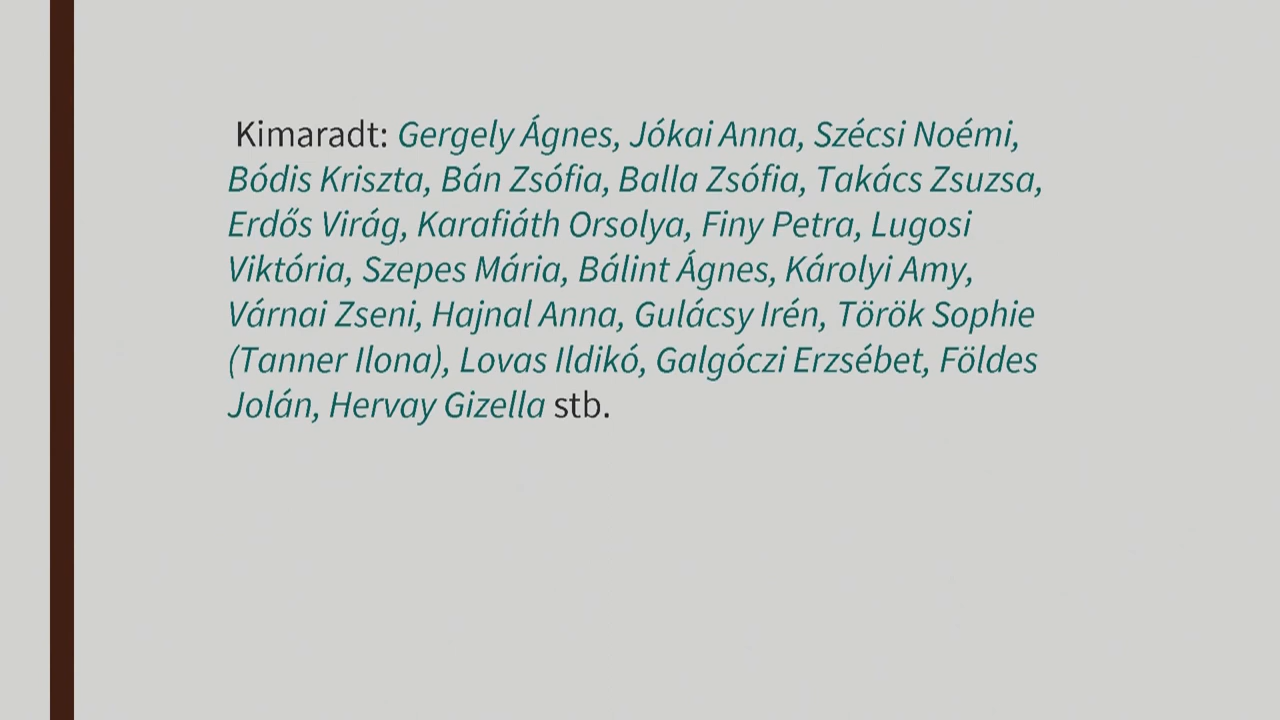 Kimaradt: Gergely Ágnes, Jókai Anna, Szécsi Noémi,
Bódis Kriszta, Bán Zsófia, Balla Zsófia, Takács Zsuzsa,
Erdős Virág, Karafiáth Orsolya, Finy Petra, Lugosi
Viktória, Szepes Mária, Bálint Ágnes, Károlyi Amy,
Várnai Zseni, Hajnal Anna, Gulácsy Irén, Török Sophie
(Tanner Ilona), Lovas Ildikó, Galgóczi Erzsébet, Földes
Jolán, Hervay Gizella stb.